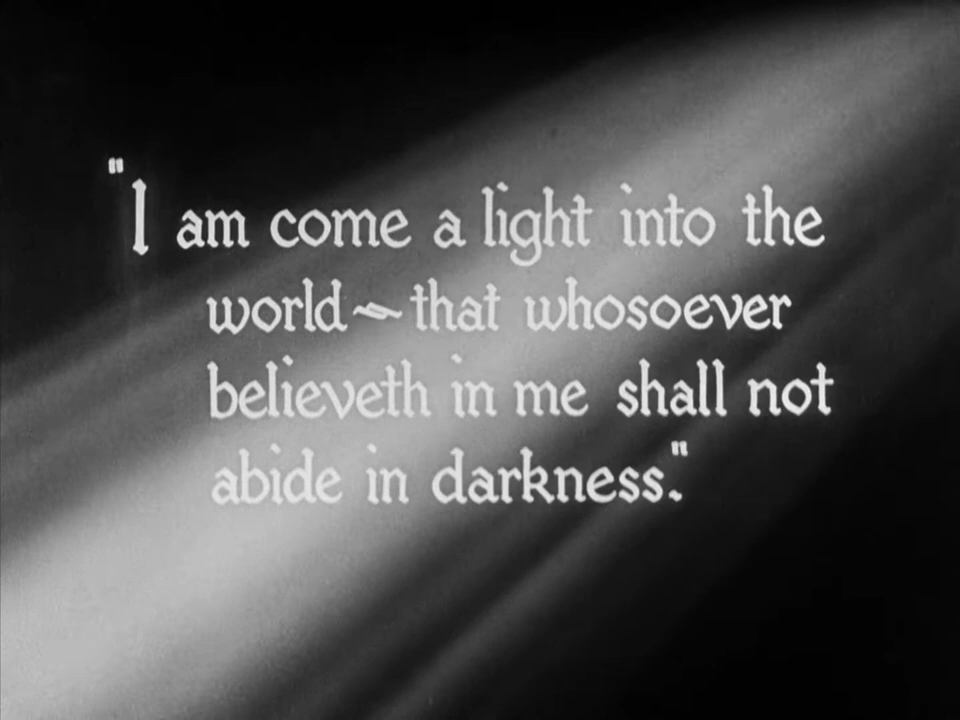 "I am come a light into the
world~that whosoever
believeth in me shall not
abide in darkness."